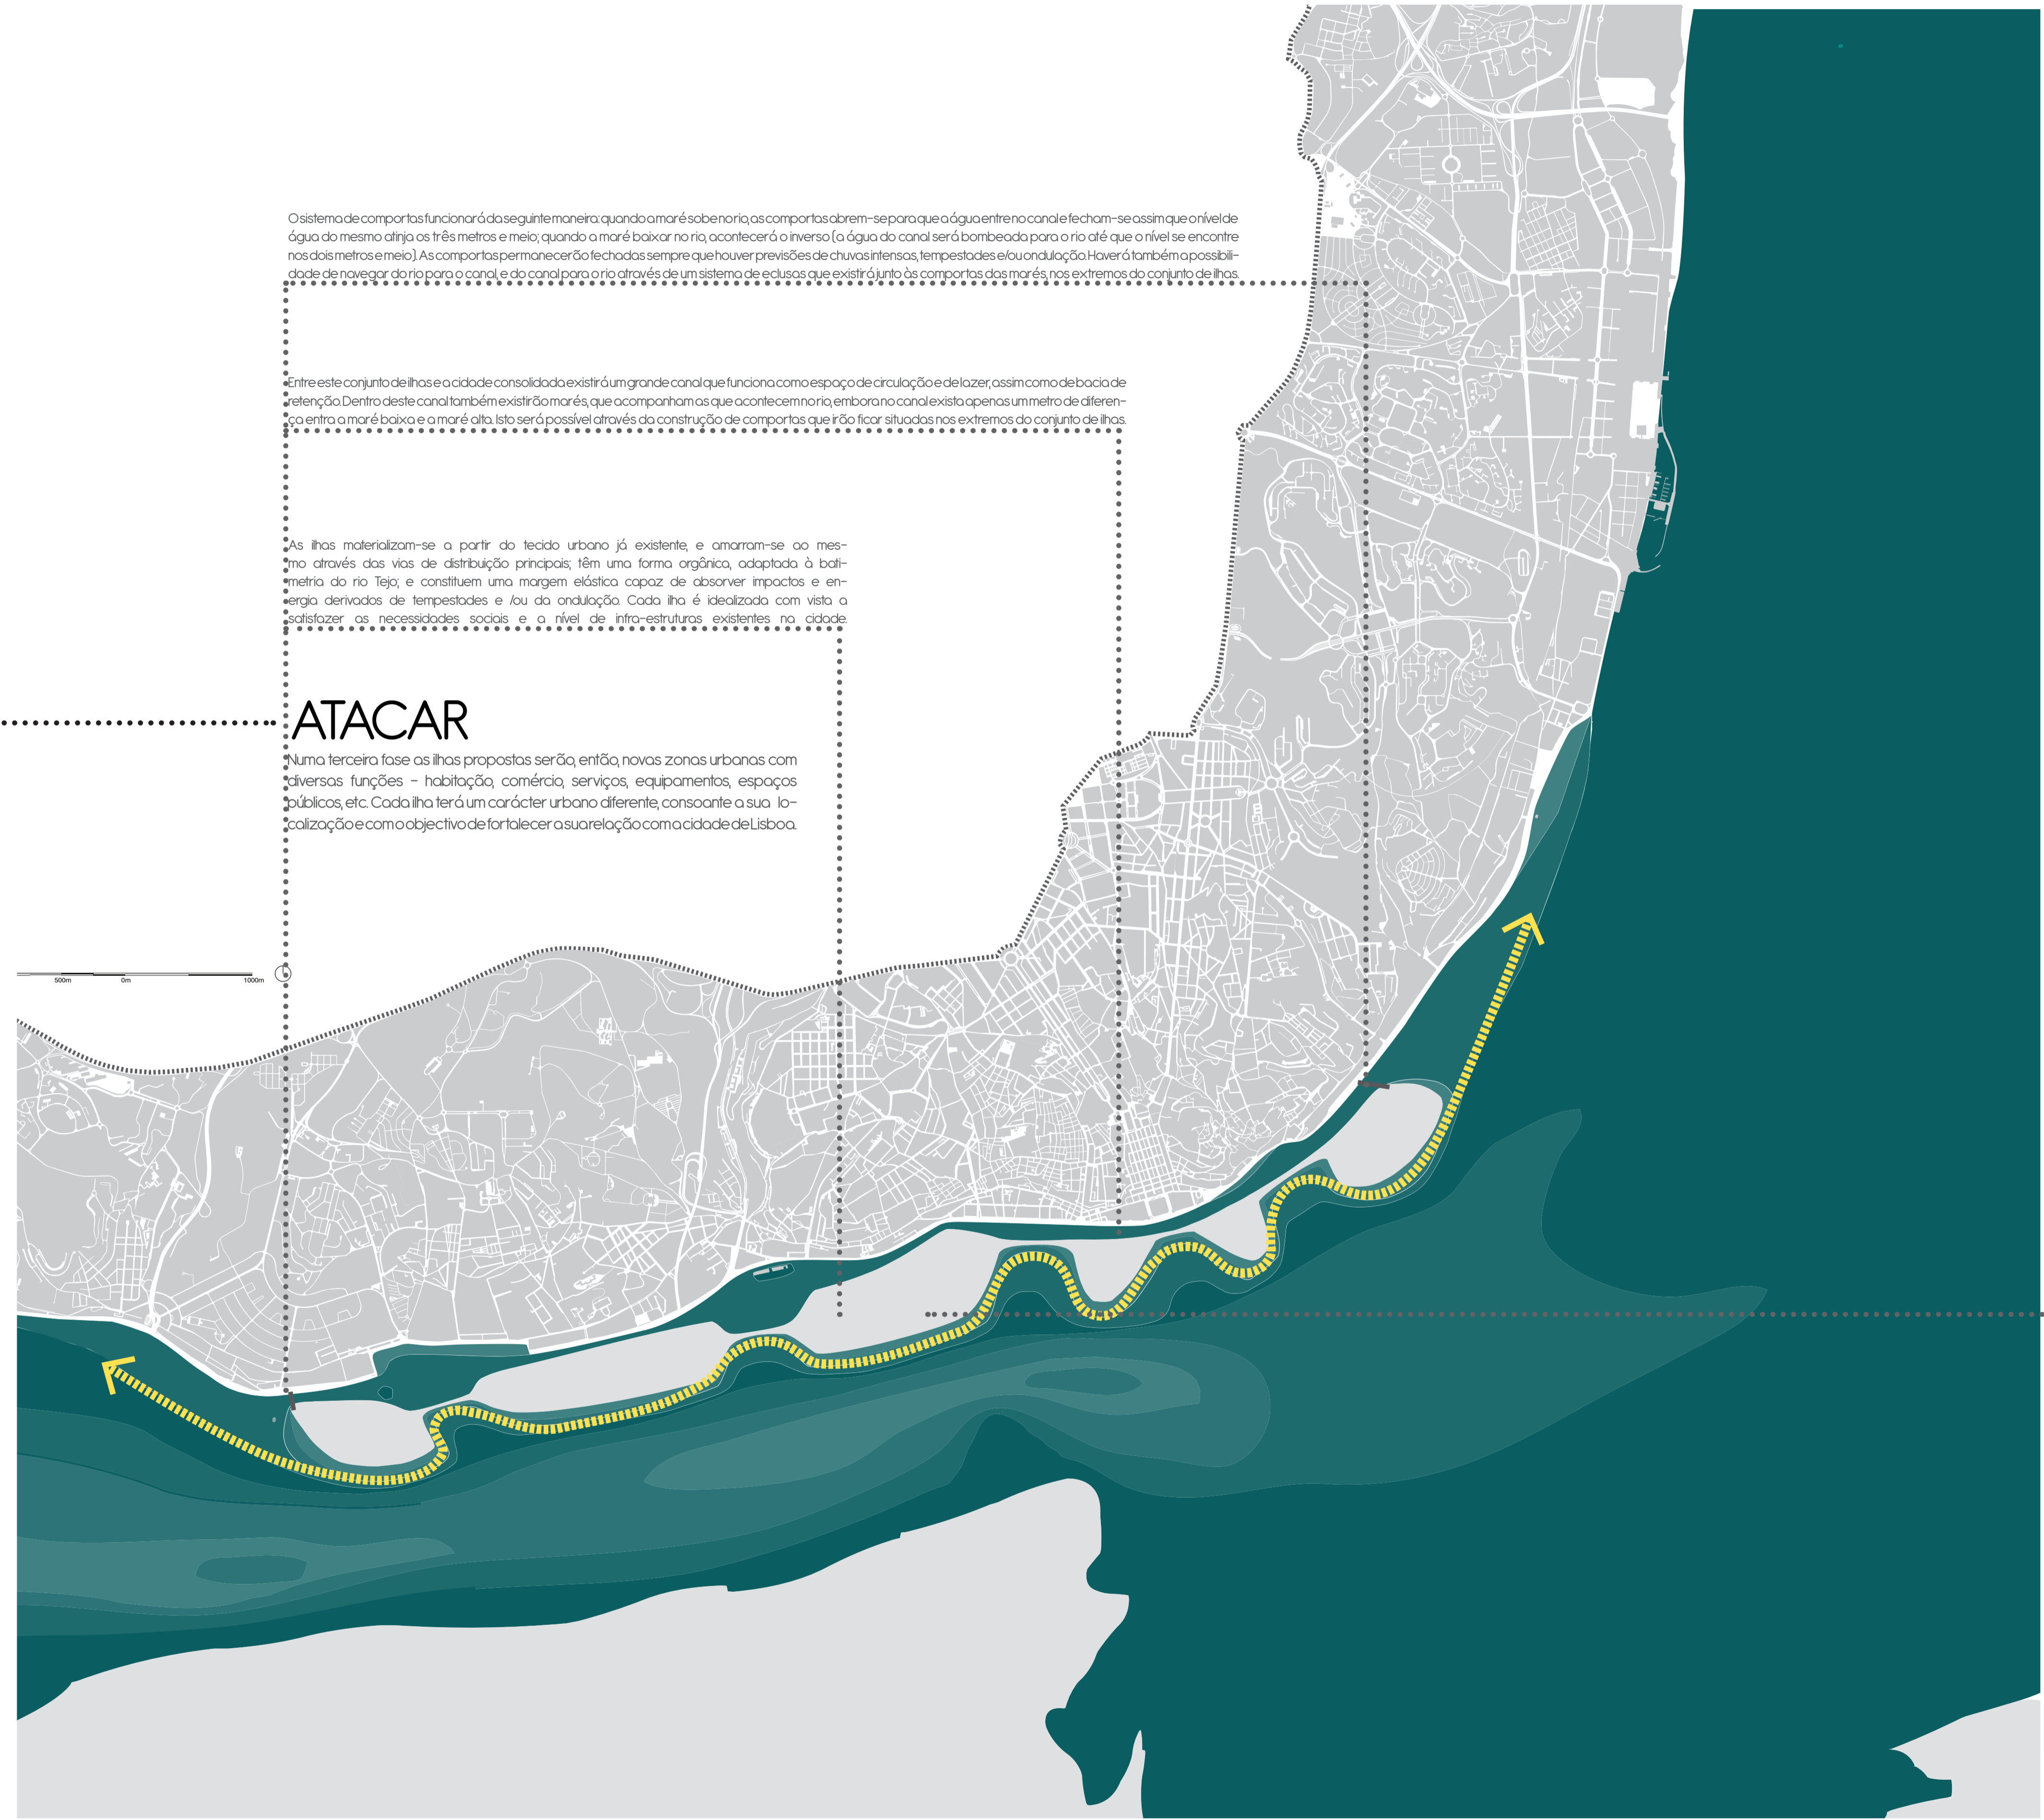 O sistema de comportas funcionará da seguinte maneira: quando a maré sobe no rio, as comportas abrem-se para que a água entre no canal e fecham-se assim que o nível de
água do mesmo atinja os três metros e meio; quando a maré baixar no rio, acontecerá o inverso (a água do canal será bombeada para o rio até que o nível se encontre
nos dois metros e meio). As comportas permanecerão fechadas sempre que houver previsões de chuvas intensas, tempestades e/ou ondulação. Haverá também a possibili-
dade de navegar do rio para o canal, e do canal para o rio através de um sistema de eclusas que existirá junto às comportas das marés, nos extremos do conjunto de ilhas.
Entre este conjunto de ilhas e a cidade consolidada existirá um grande canal que funciona como espaço de circulação e de lazer, assim como de bacia de
retenção. Dentro deste canal também existirão marés, que acompanham as que acontecem no rio, embora no canal exista apenas um metro de diferen-
ça entra a maré baixa e a maré alta. Isto será possível através da construção de comportas que irão ficar situadas nos extremos do conjunto de ilhas.
As ilhas materializam-se a partir do tecido urbano já existente, e amarram-se ao mes-
mo através das vias de distribuição principais; têm uma forma orgânica, adaptada à bati-
metria do rio Tejo; e constituem uma margem elástica capaz de absorver impactos e en-
ergia derivados de tempestades e /ou da ondulação. Cada ilha é idealizada com vista a
satisfazer as necessidades sociais e a nível de infra-estruturas existentes na cidade.
ATACAR
Numa terceira fase as ilhas propostas serão, então, novas zonas urbanas com
diversas funções - habitação, comércio, serviços, equipamentos, espaços
públicos, etc. Cada ilha terá um carácter urbano diferente, consoante a sua lo-
calização e com o objectivo de fortalecer a sua relação com a cidade de Lisboa.
500m 0m 1000m